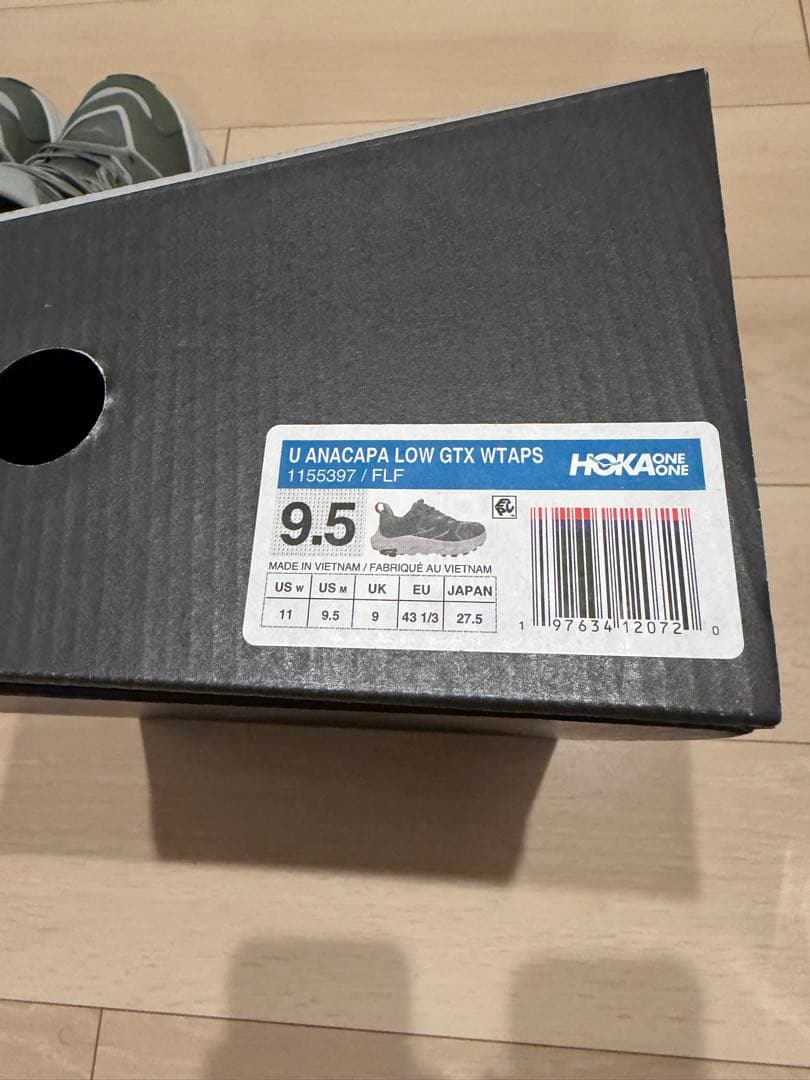 U ANACAPA LOW GTX WTAPS
1155397 / FLF
HOKA ONE ONE
9.5
MADE IN VIETNAM / FABRIQUÉ AU VIETNAM
US W US M UK EU JAPAN
11 9.5 9 43 1/3 27.5
1 97634 12072 0